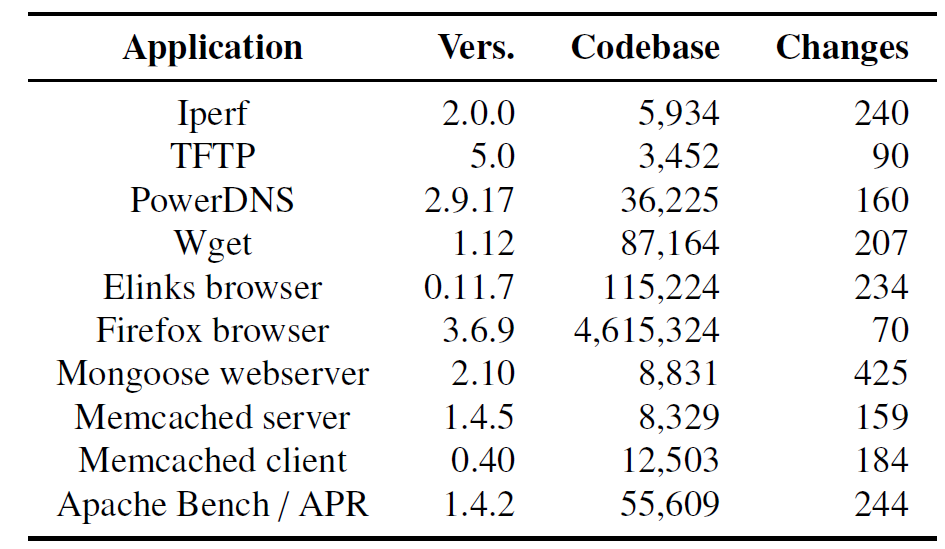 Application Vers. Codebase Changes
Iperf 2.0.0 5,934 240
TFTP 5.0 3,452 90
PowerDNS 2.9.17 36,225 160
Wget 1.12 87,164 207
Elinks browser 0.11.7 115,224 234
Firefox browser 3.6.9 4,615,324 70
Mongoose webserver 2.10 8,831 425
Memcached server 1.4.5 8,329 159
Memcached client 0.40 12,503 184
Apache Bench / APR 1.4.2 55,609 244